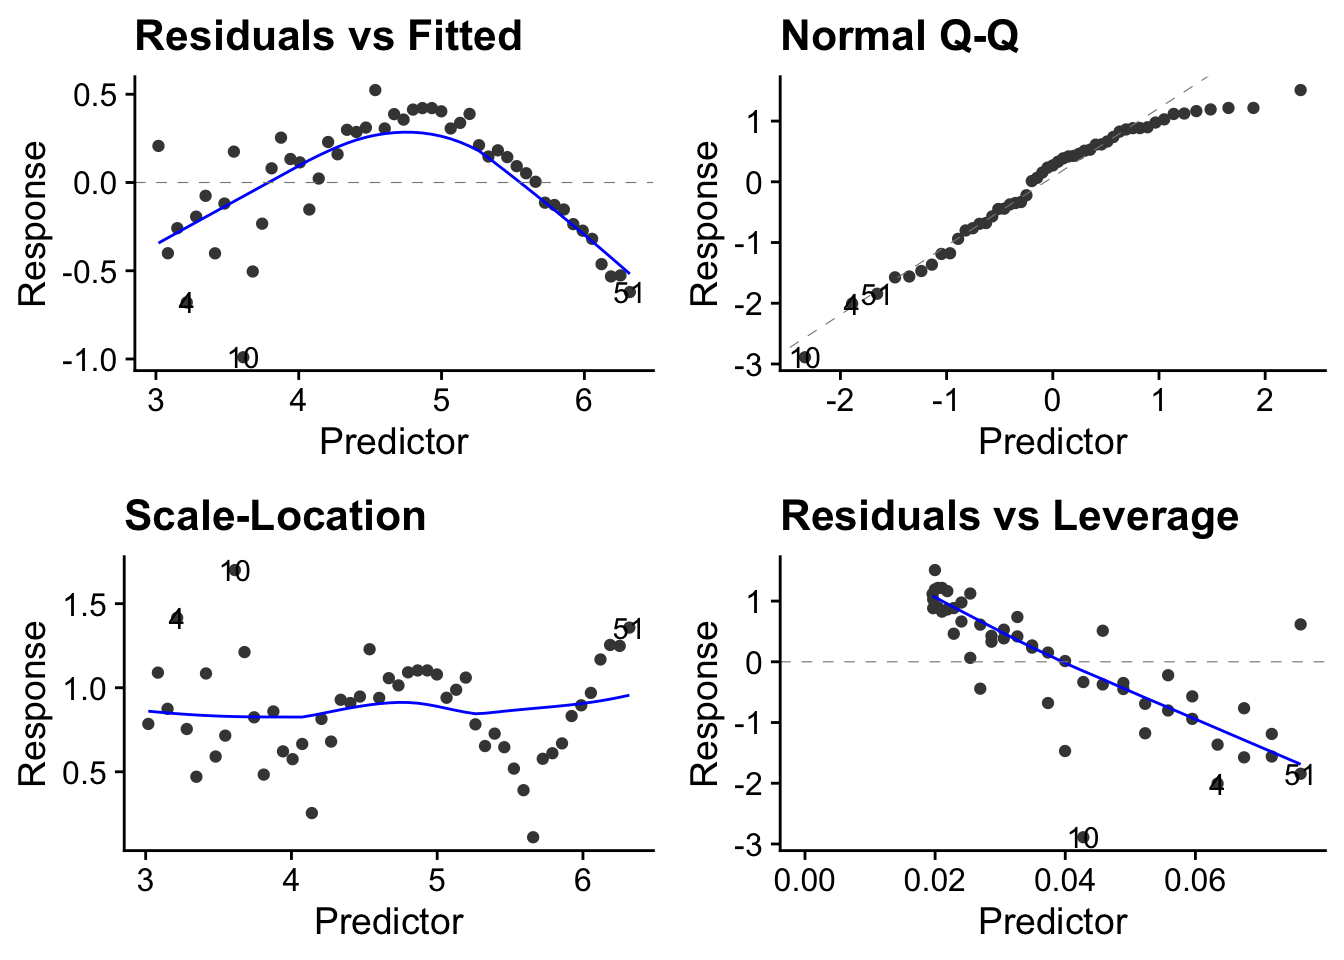 Residuals vs Fitted
Response
0.5
0.0
-0.5
-1.0
4
10
51
3 4 5 6
Predictor
Normal Q-Q
Response
1
0
-1
-2
-3
51
4
10
-2 -1 0 1 2
Predictor
Scale-Location
Response
1.5
1.0
0.5
10
4
51
3 4 5 6
Predictor
Residuals vs Leverage
Response
1
0
-1
-2
-3
51
4
10
0.00 0.02 0.04 0.06
Predictor